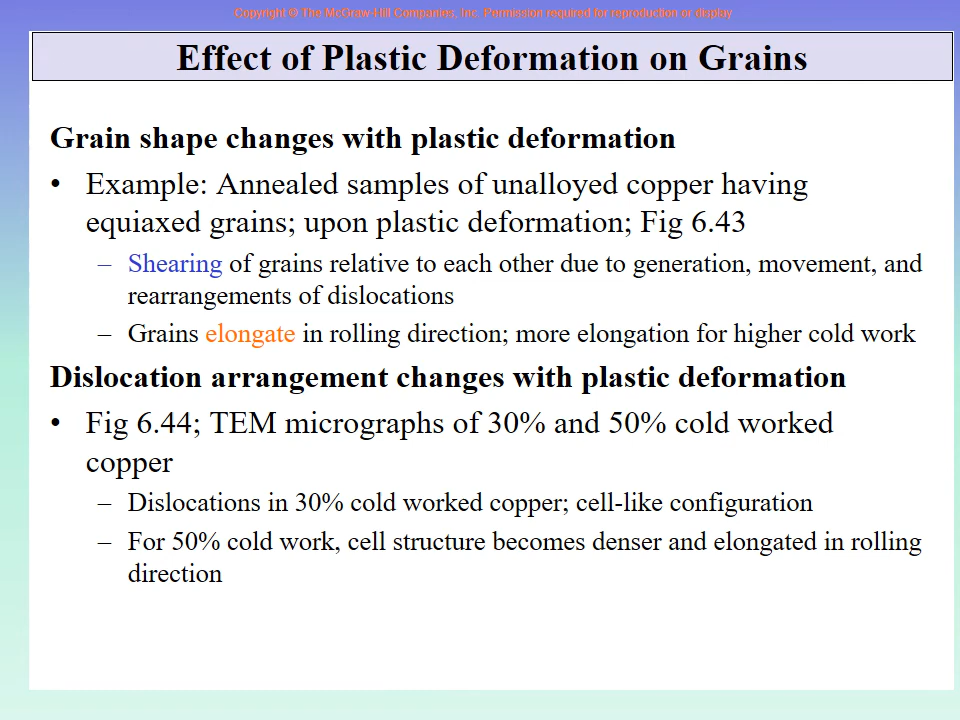 Copyright © The McGraw-Hill Companies, Inc. Permission required for reproduction or display
Effect of Plastic Deformation on Grains
Grain shape changes with plastic deformation
• Example: Annealed samples of unalloyed copper having
equiaxed grains; upon plastic deformation; Fig 6.43
– Shearing of grains relative to each other due to generation, movement, and
rearrangements of dislocations
– Grains elongate in rolling direction; more elongation for higher cold work
Dislocation arrangement changes with plastic deformation
• Fig 6.44; TEM micrographs of 30% and 50% cold worked
copper
– Dislocations in 30% cold worked copper; cell-like configuration
– For 50% cold work, cell structure becomes denser and elongated in rolling
direction